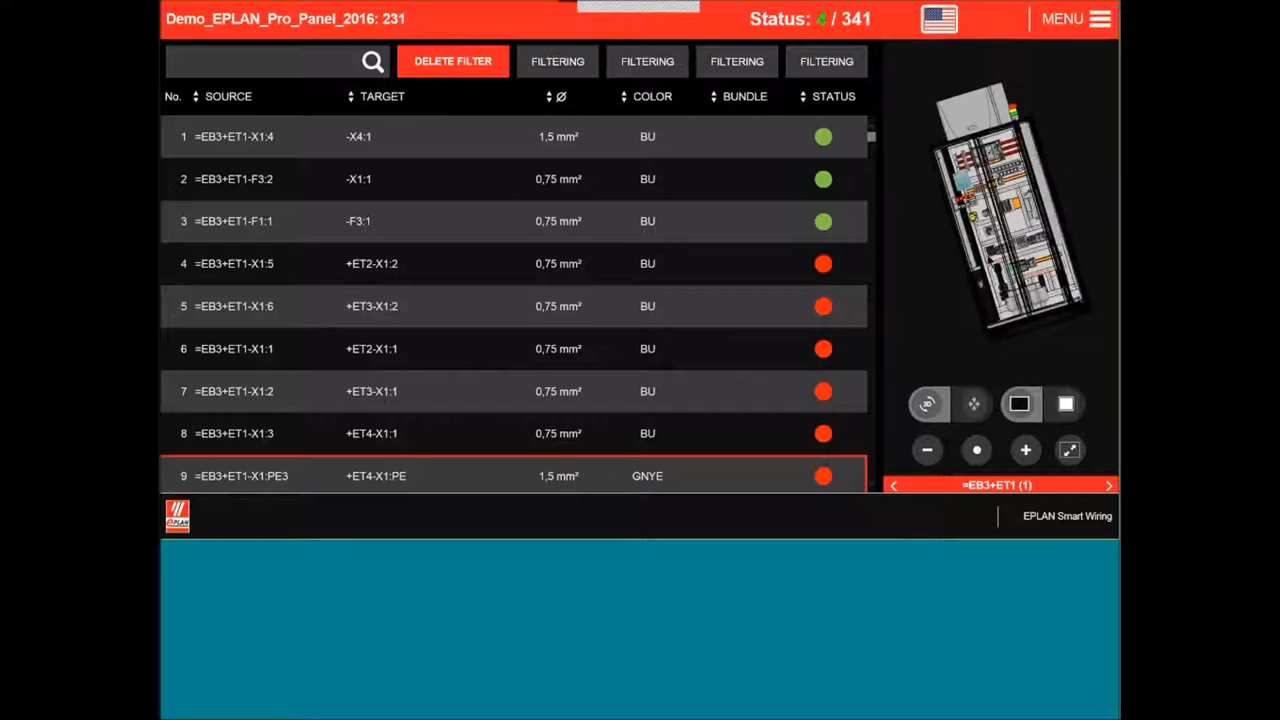 Demo_EPLAN_Pro_Panel_2016: 231 Status: 4 / 341 MENU
DELETE FILTER FILTERING FILTERING FILTERING FILTERING
No. SOURCE TARGET Ø COLOR BUNDLE STATUS
1 =EB3+ET1-X1:4 -X4:1 1,5 mm² BU
2 =EB3+ET1-F3:2 -X1:1 0,75 mm² BU
3 =EB3+ET1-F1:1 -F3:1 0,75 mm² BU
4 =EB3+ET1-X1:5 +ET2-X1:2 0,75 mm² BU
5 =EB3+ET1-X1:6 +ET3-X1:2 0,75 mm² BU
6 =EB3+ET1-X1:1 +ET2-X1:1 0,75 mm² BU
7 =EB3+ET1-X1:2 +ET3-X1:1 0,75 mm² BU
8 =EB3+ET1-X1:3 +ET4-X1:1 0,75 mm² BU
9 =EB3+ET1-X1:PE3 +ET4-X1:PE 1,5 mm² GNYE
3D
=EB3+ET1 (1)
ePLAN
EPLAN Smart Wiring